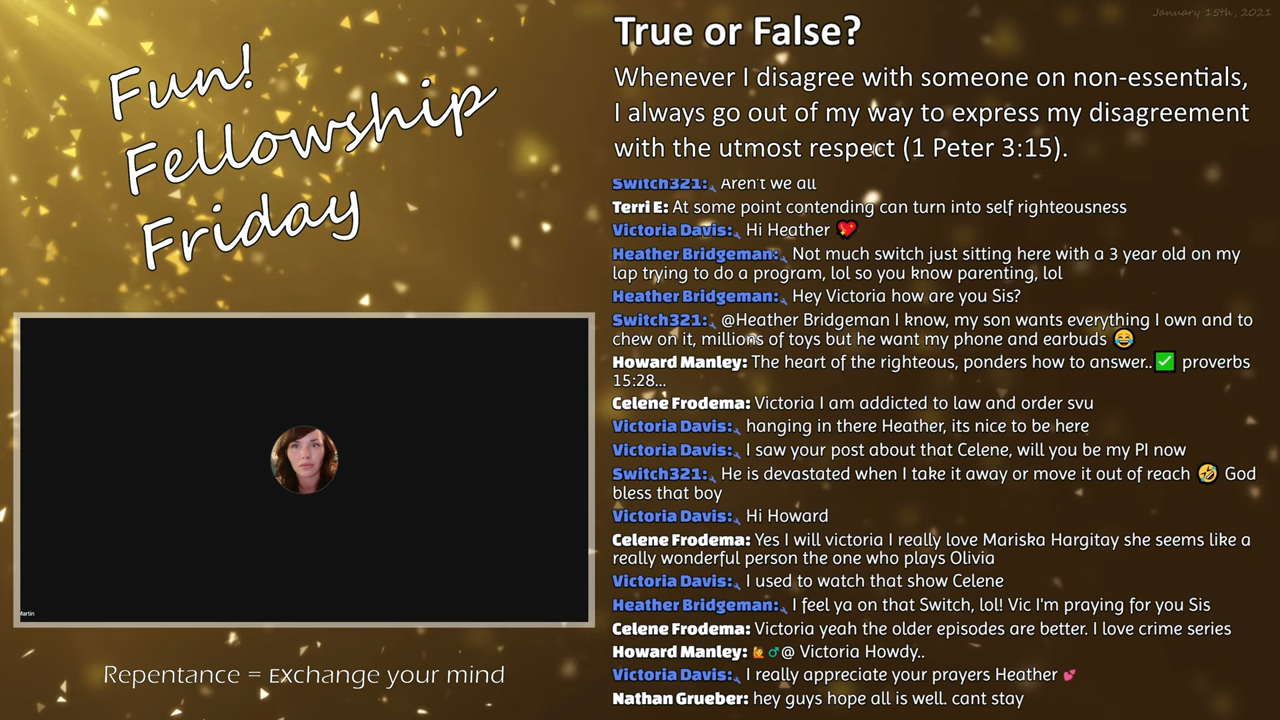 January 15th, 2021
Fun!
Fellowship
Friday
True or False?
Whenever I disagree with someone on non-essentials,
I always go out of my way to express my disagreement
with the utmost respect (1 Peter 3:15).
Switch321: Aren't we all
Terri E: At some point contending can turn into self righteousness
Victoria Davis: Hi Heather 💖
Heather Bridgeman: Not much switch just sitting here with a 3 year old on my
lap trying to do a program, lol so you know parenting, lol
Heather Bridgeman: Hey Victoria how are you Sis?
Switch321: @Heather Bridgeman I know, my son wants everything I own and to
chew on it, millions of toys but he want my phone and earbuds 😂
Howard Manley: The heart of the righteous, ponders how to answer..✅ proverbs
15:28...
Celene Frodema: Victoria I am addicted to law and order svu
Victoria Davis: hanging in there Heather, its nice to be here
Victoria Davis: I saw your post about that Celene, will you be my PI now
Switch321: He is devastated when I take it away or move it out of reach 🤣 God
bless that boy
Victoria Davis: Hi Howard
Celene Frodema: Yes I will victoria I really love Mariska Hargitay she seems like a
really wonderful person the one who plays Olivia
Victoria Davis: I used to watch that show Celene
Heather Bridgeman: I feel ya on that Switch, lol! Vic I'm praying for you Sis
Celene Frodema: Victoria yeah the older episodes are better. I love crime series
Howard Manley: 🙋♂@ Victoria Howdy..
Victoria Davis: I really appreciate your prayers Heather 💕
Nathan Grueber: hey guys hope all is well. cant stay
Martin
Repentance = EXchange your mind